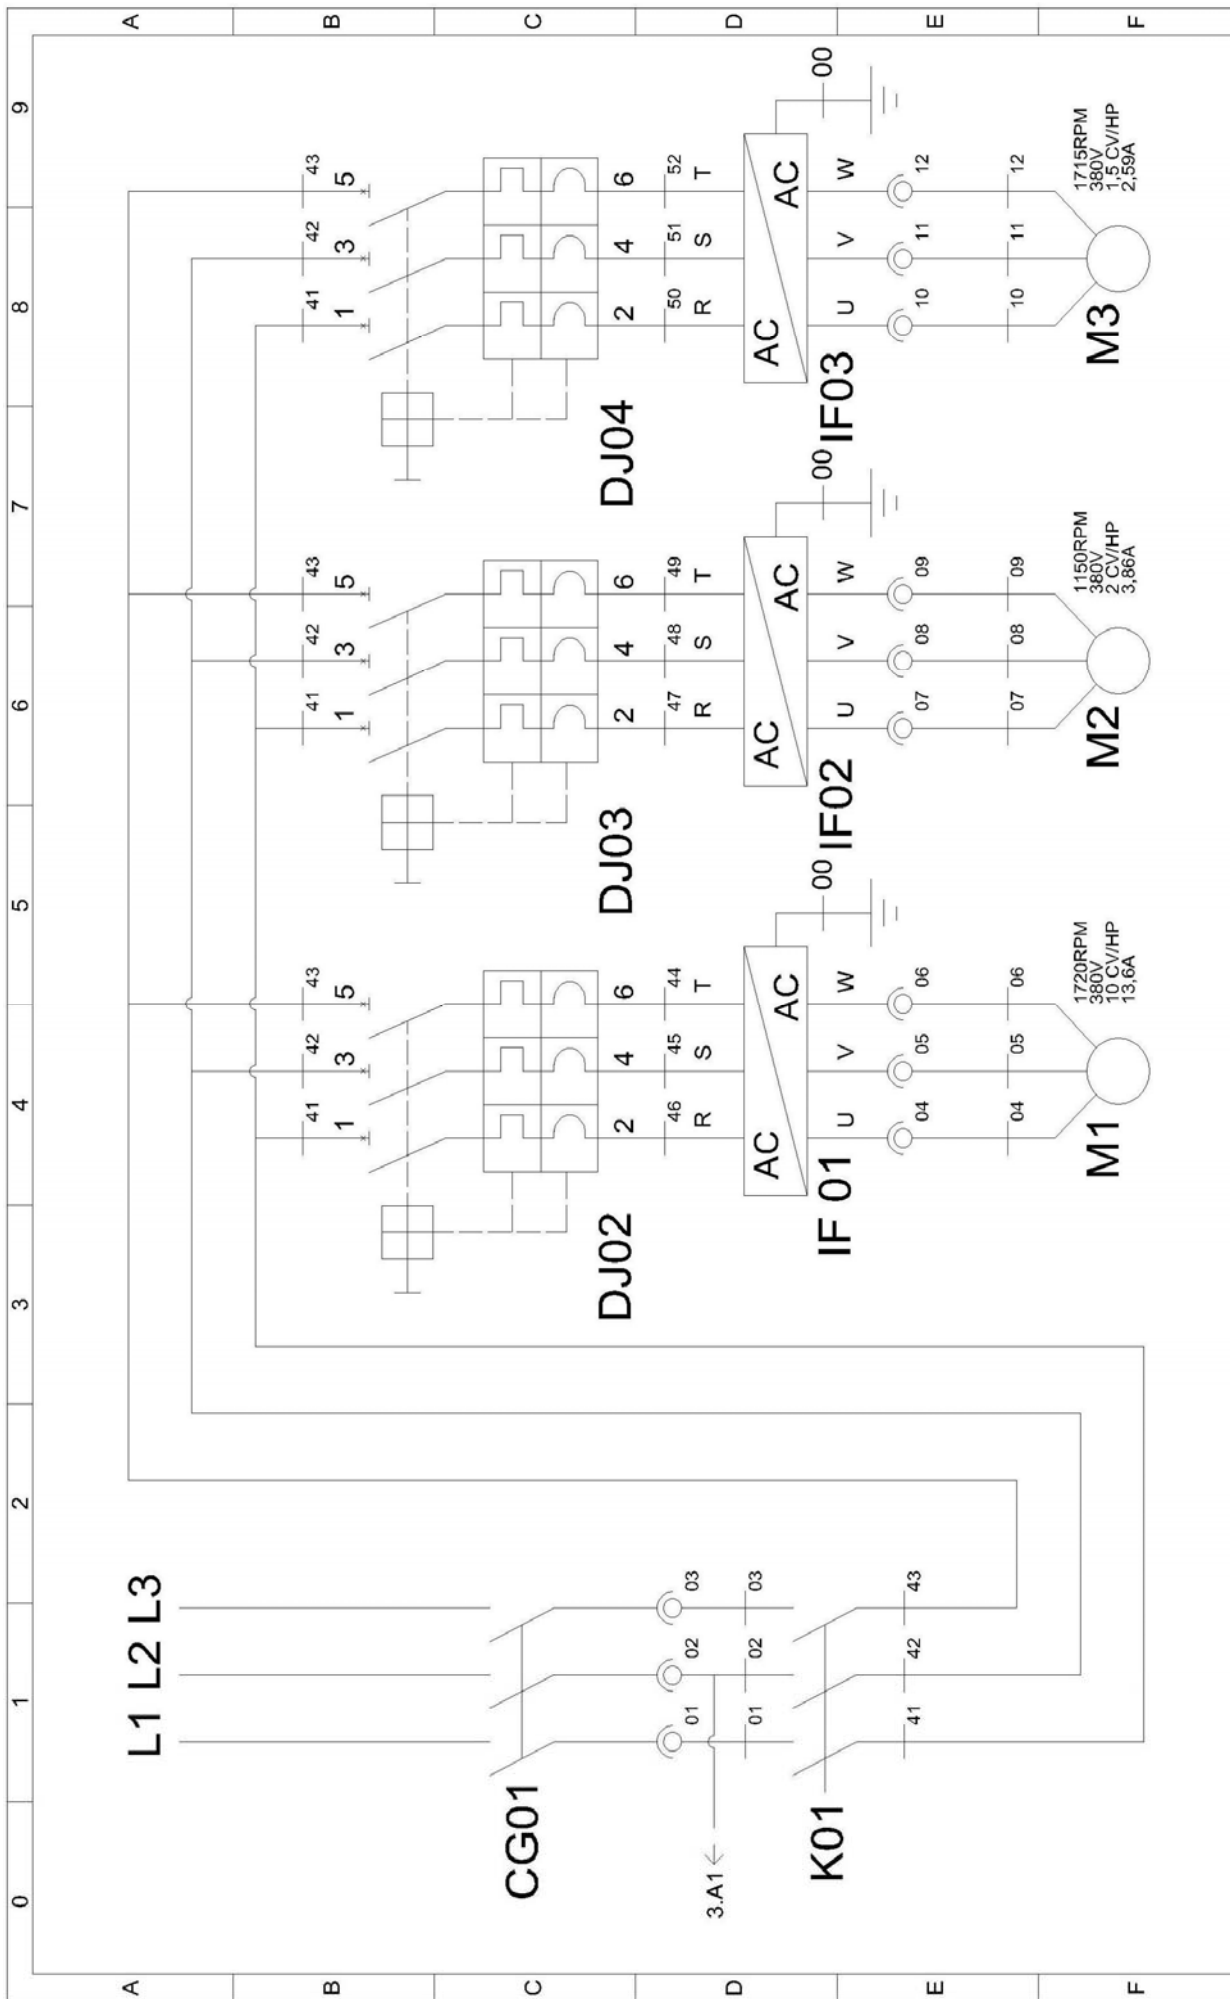 0 1 2 3 4 5 6 7 8 9
A
B
C
D
E
F
A
B
C
D
E
F
L1 L2 L3
CG01
01 02 03
3.A1
01 02 03
K01
41 42 43
41 42 43
1 3 5
DJ02
2 4 6
46 45 44
R S T
AC
AC
IF 01
00
U V W
04 05 06
04 05 06
M1
1720RPM
380V
10 CV/HP
13,6A
41 42 43
1 3 5
DJ03
2 4 6
47 48 49
R S T
AC
AC
IF02
00
U V W
07 08 09
07 08 09
M2
1150RPM
380V
2 CV/HP
3,86A
41 42 43
1 3 5
DJ04
2 4 6
50 51 52
R S T
AC
AC
IF03
00
U V W
10 11 12
10 11 12
M3
1715RPM
380V
1,5 CV/HP
2,59A